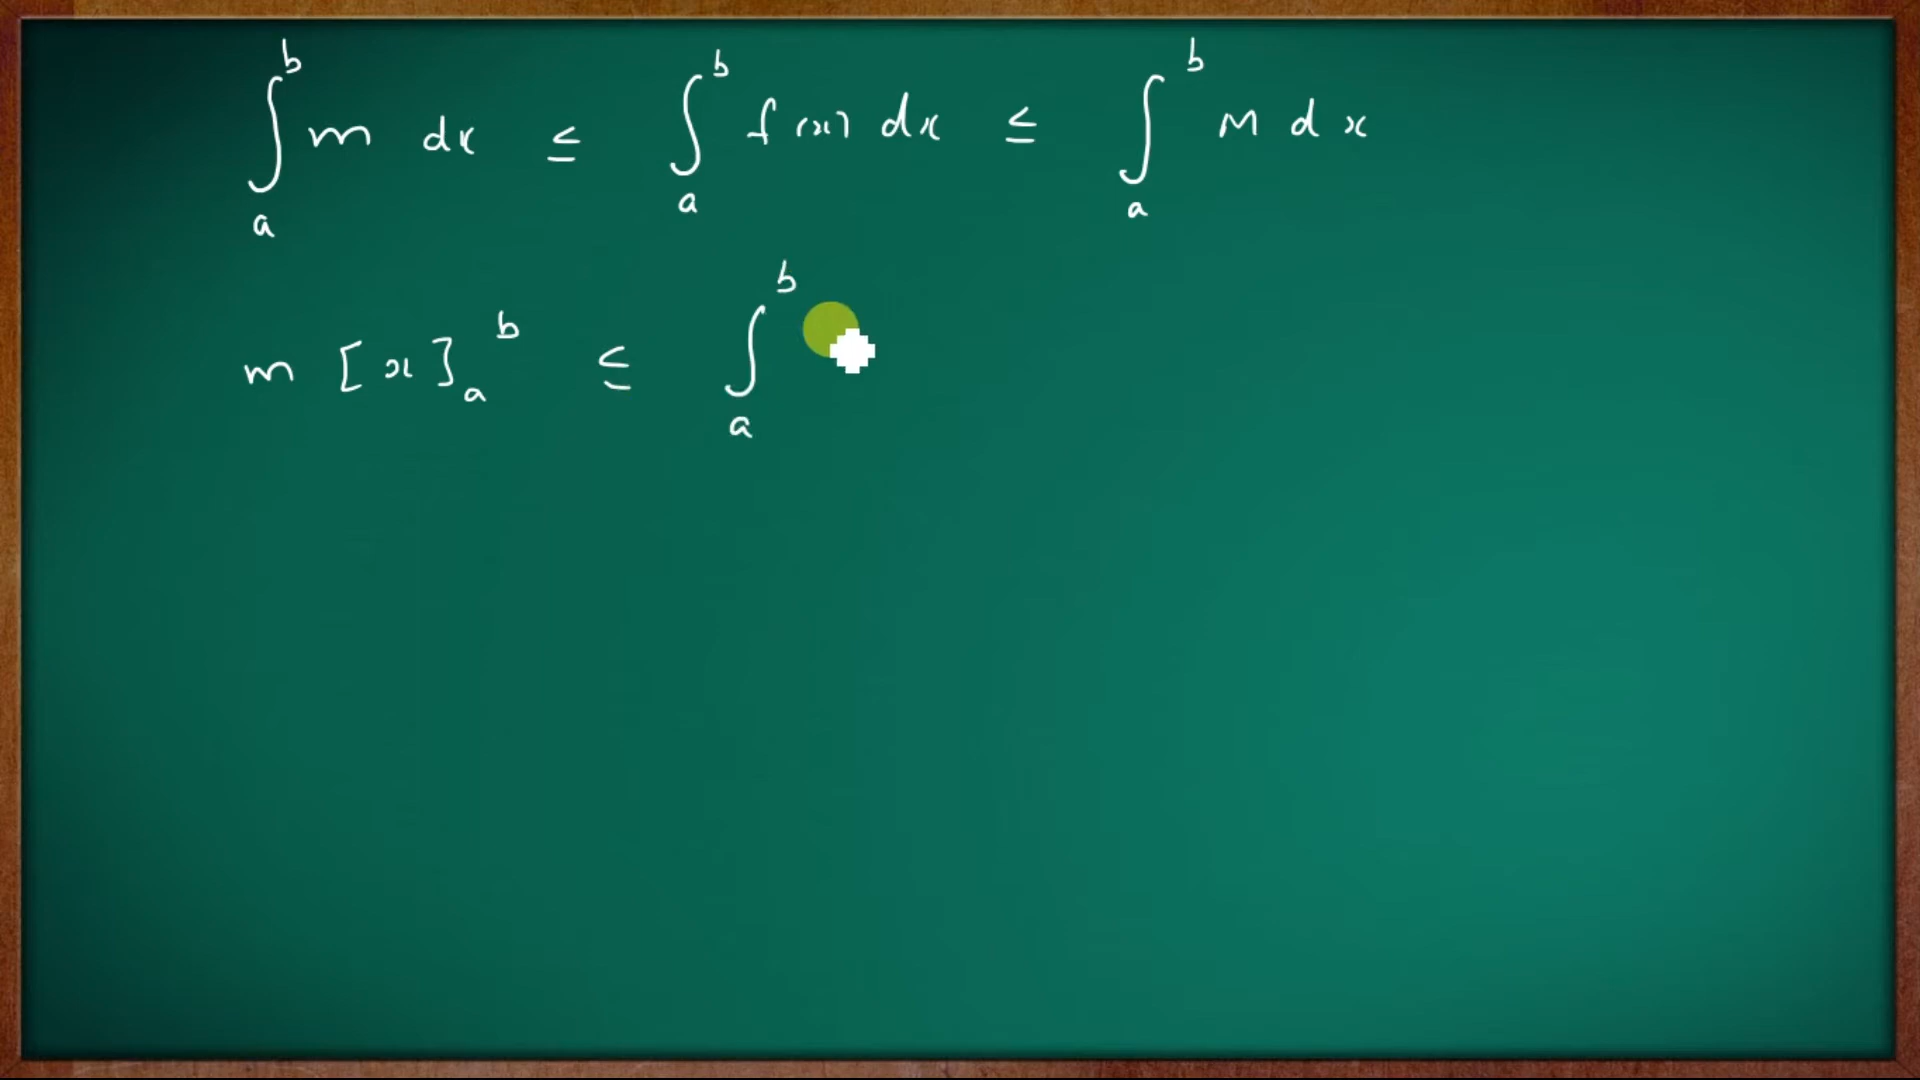 ∫_a^b m dx ≤ ∫_a^b f(x) dx ≤ ∫_a^b M dx
m [x]_a^b ≤ ∫_a^b